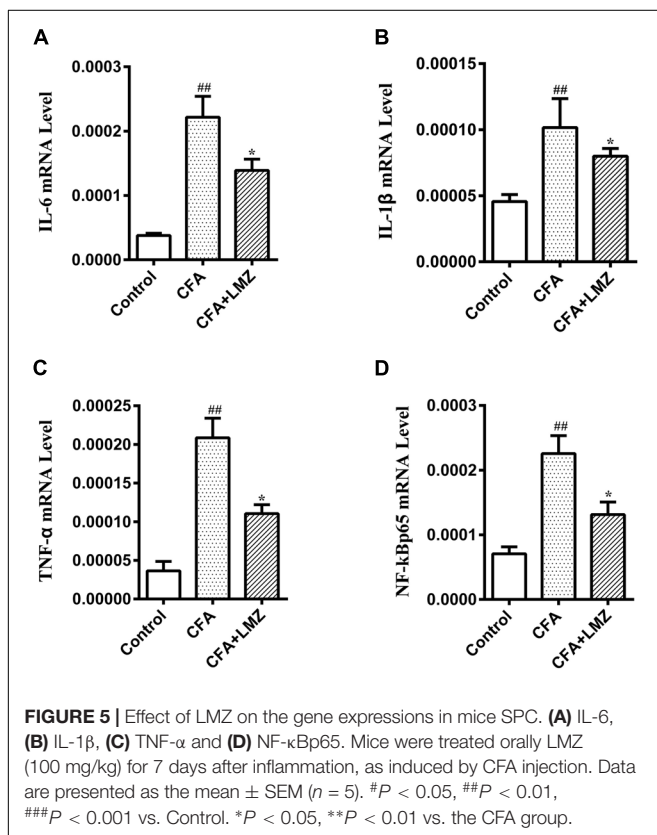 A
IL-6 mRNA Level
0.0003
0.0002
0.0001
0.0000
##
*
Control
CFA
CFA+LMZ
B
IL-1β mRNA Level
0.00015
0.00010
0.00005
0.00000
##
*
Control
CFA
CFA+LMZ
C
TNF-α mRNA Level
0.00025
0.00020
0.00015
0.00010
0.00005
0.00000
##
*
Control
CFA
CFA+LMZ
D
NF-kBp65 mRNA Level
0.0003
0.0002
0.0001
0.0000
##
*
Control
CFA
CFA+LMZ
FIGURE 5 | Effect of LMZ on the gene expressions in mice SPC. (A) IL-6,
(B) IL-1β, (C) TNF-α and (D) NF-κBp65. Mice were treated orally LMZ
(100 mg/kg) for 7 days after inflammation, as induced by CFA injection. Data
are presented as the mean ± SEM (n = 5). #P < 0.05, ##P < 0.01,
###P < 0.001 vs. Control. *P < 0.05, **P < 0.01 vs. the CFA group.